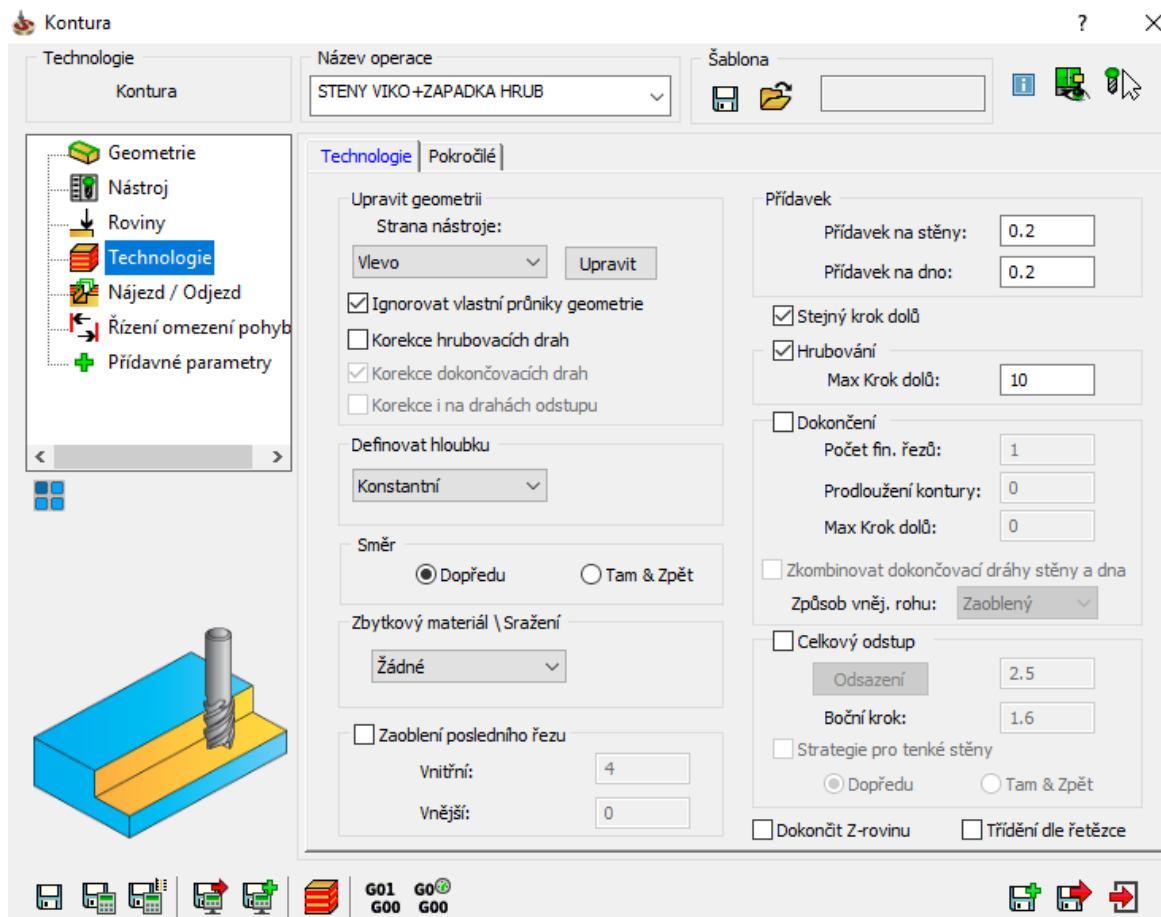 Kontura
?
Technologie
Kontura
Název operace
STENY VIKO+ZAPADKA HRUB
Šablona
Geometrie
Nástroj
Roviny
Technologie
Nájezd / Odjezd
Řízení omezení pohyb
Přídavné parametry
Technologie
Pokročilé
Upravit geometrii
Strana nástroje:
Vlevo
Upravit
Ignorovat vlastní průniky geometrie
Korekce hrubovacích drah
Korekce dokončovacích drah
Korekce i na drahách odstupu
Definovat hloubku
Konstantní
Směr
Dopředu
Tam & Zpět
Zbytkový materiál \ Sražení
Žádné
Zaoblení posledního řezu
Vnitřní: 4
Vnější: 0
Přídavek
Přídavek na stěny: 0.2
Přídavek na dno: 0.2
Stejný krok dolů
Hrubování
Max Krok dolů: 10
Dokončení
Počet fin. řezů: 1
Prodloužení kontury: 0
Max Krok dolů: 0
Zkombinovat dokončovací dráhy stěny a dna
Způsob vněj. rohu: Zaoblený
Celkový odstup
Odsazení 2.5
Boční krok: 1.6
Strategie pro tenké stěny
Dopředu
Tam & Zpět
Dokončit Z-rovinu
Třídění dle řetězce
G01
G00
G0
G00